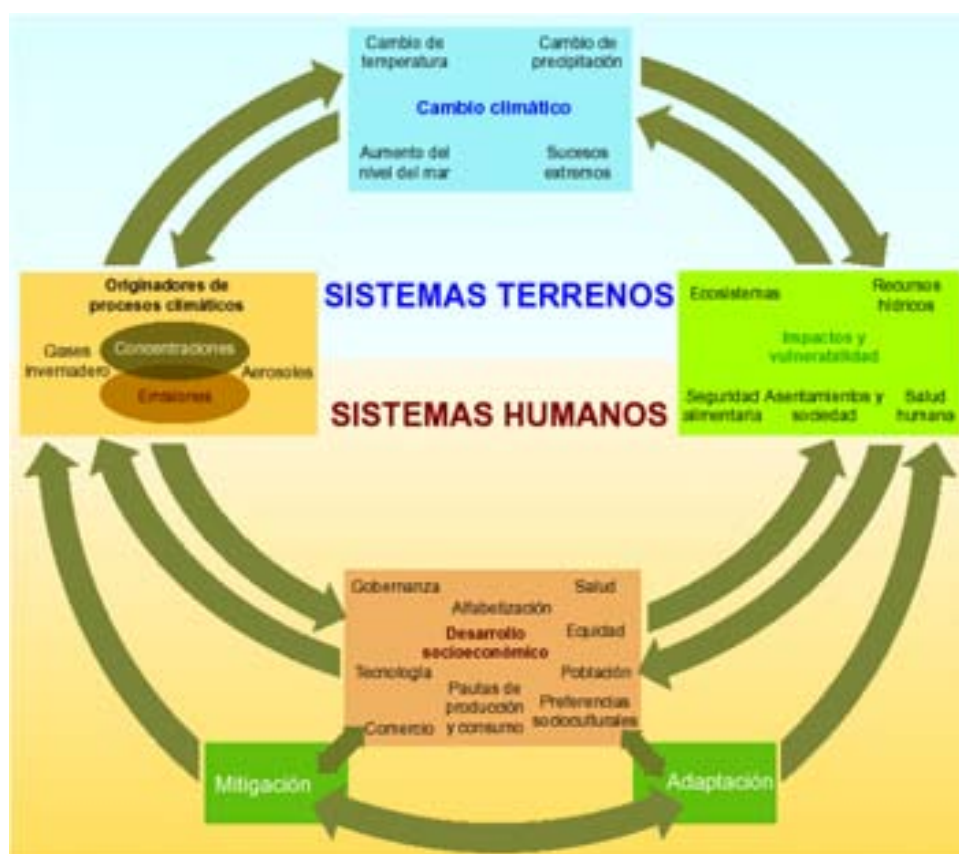 Cambio de
temperatura
Cambio de
precipitación
Cambio climático
Aumento del
nivel del mar
Sucesos
extremos
Originadores de
procesos climáticos
Concentraciones
Gases
invernadero
Aerosoles
Emisiones
SISTEMAS TERRENOS
SISTEMAS HUMANOS
Ecosistemas
Recursos
hídricos
Impactos y
vulnerabilidad
Seguridad
alimentaria
Asentamientos y
sociedad
Salud
humana
Gobernanza
Salud
Alfabetización
Desarrollo
socioeconómico
Equidad
Tecnología
Población
Pautas de
producción
y consumo
Preferencias
socioculturales
Comercio
Mitigación
Adaptación